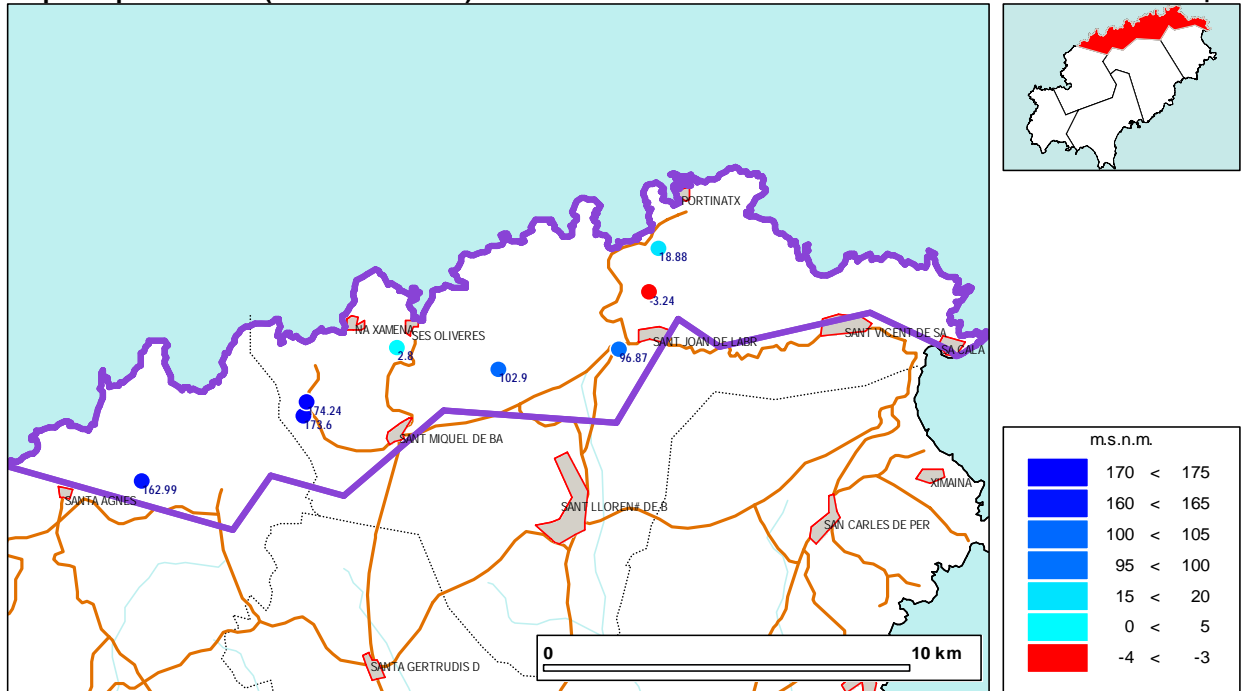 PORTINATX
18.88
-3.24
NA XAMENA
SES OLIVERES
2.8
SANT JOAN DE LABR
SANT VICENT DE SA
SA CALA
96.87
102.9
174.24
173.6
SANT MIQUEL DE BA
162.99
SANTA AGNES
SANT LLOREN# DE B
XIMAINA
SAN CARLES DE PER
SANTA GERTRUDIS D
0 10 km
m.s.n.m.
170 < 175
160 < 165
100 < 105
95 < 100
15 < 20
0 < 5
-4 < -3